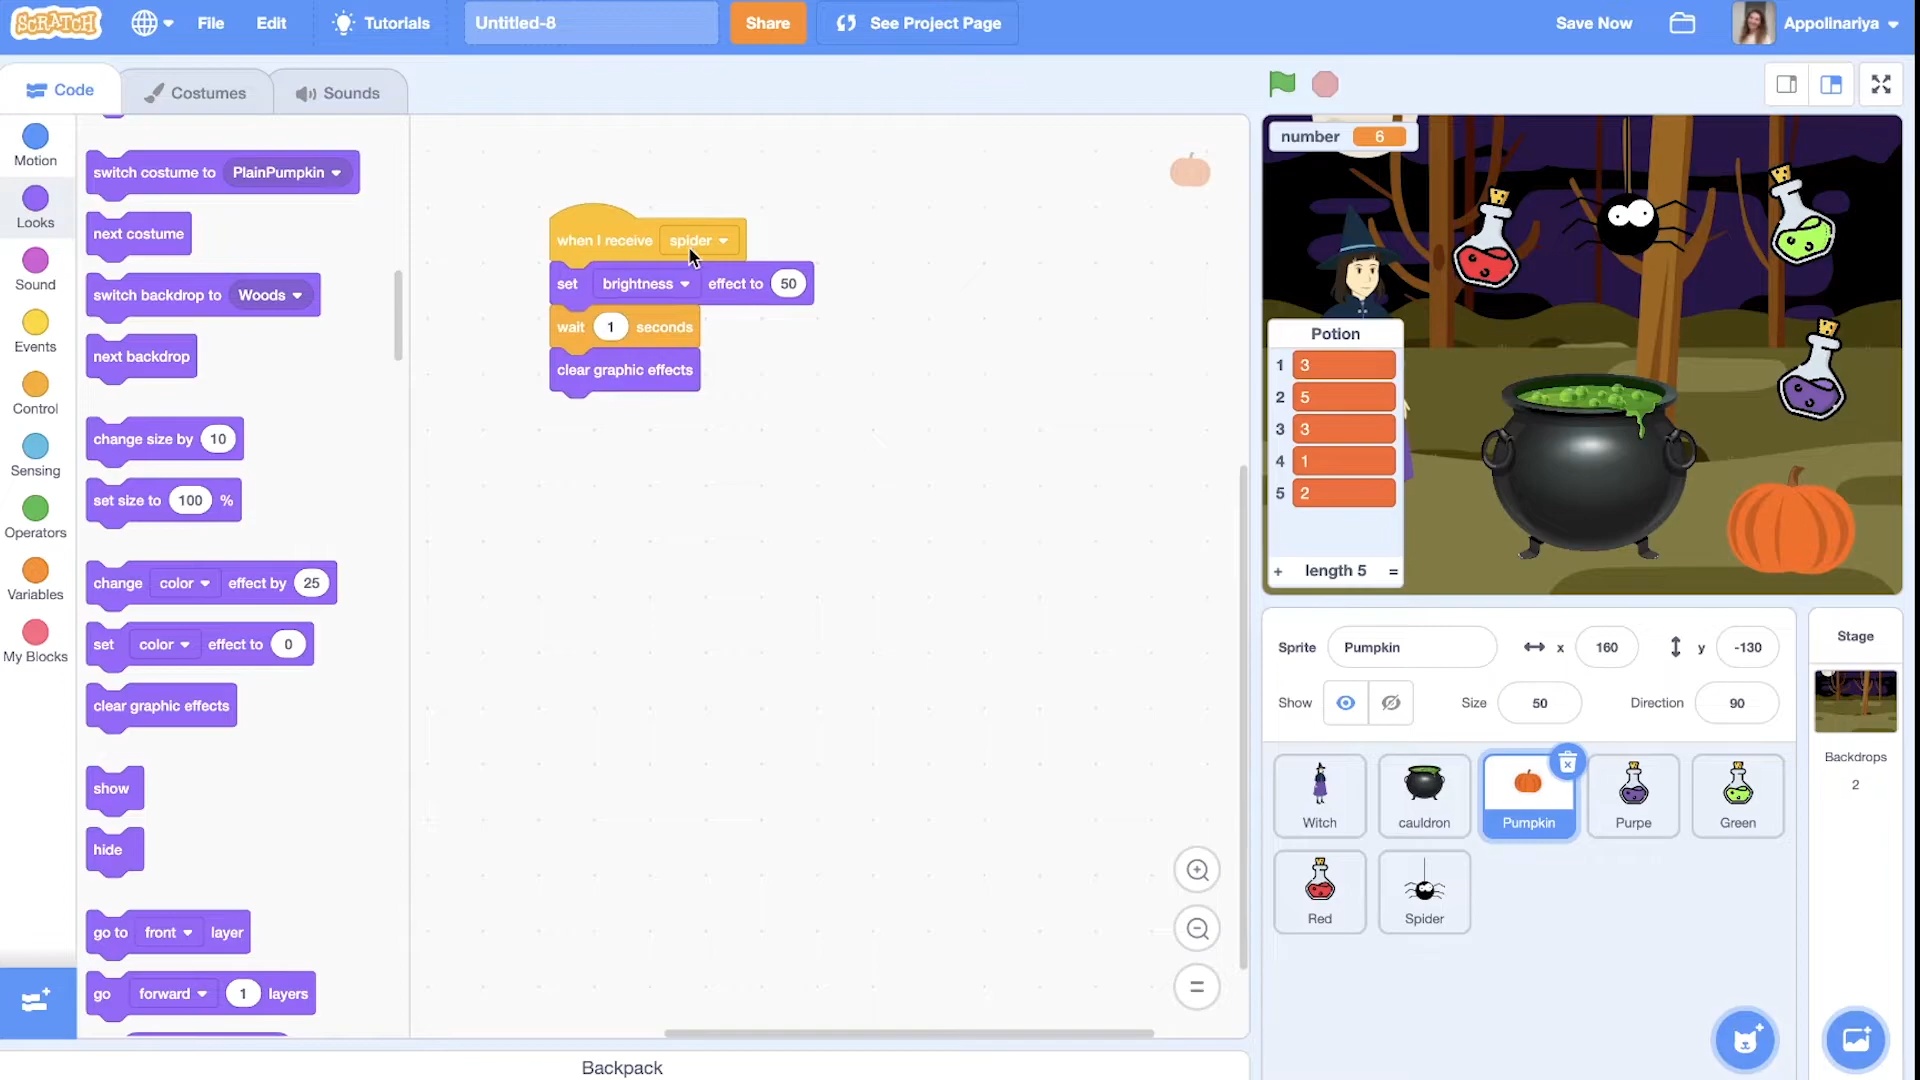 SCRATCH
File
Edit
Tutorials
Untitled-8
Share
See Project Page
Save Now
Appolinariya
Code
Costumes
Sounds
Motion
Looks
Sound
Events
Control
Sensing
Operators
Variables
My Blocks
switch costume to PlainPumpkin
next costume
switch backdrop to Woods
next backdrop
change size by 10
set size to 100 %
change color effect by 25
set color effect to 0
clear graphic effects
show
hide
go to front layer
go forward 1 layers
when I receive spider
set brightness effect to 50
wait 1 seconds
clear graphic effects
Backpack
number 6
Potion
1 3
2 5
3 3
4 1
5 2
+ length 5 =
Sprite Pumpkin x 160 y -130
Show Size 50 Direction 90
Witch
cauldron
Pumpkin
Purpe
Green
Red
Spider
Stage
Backdrops
2